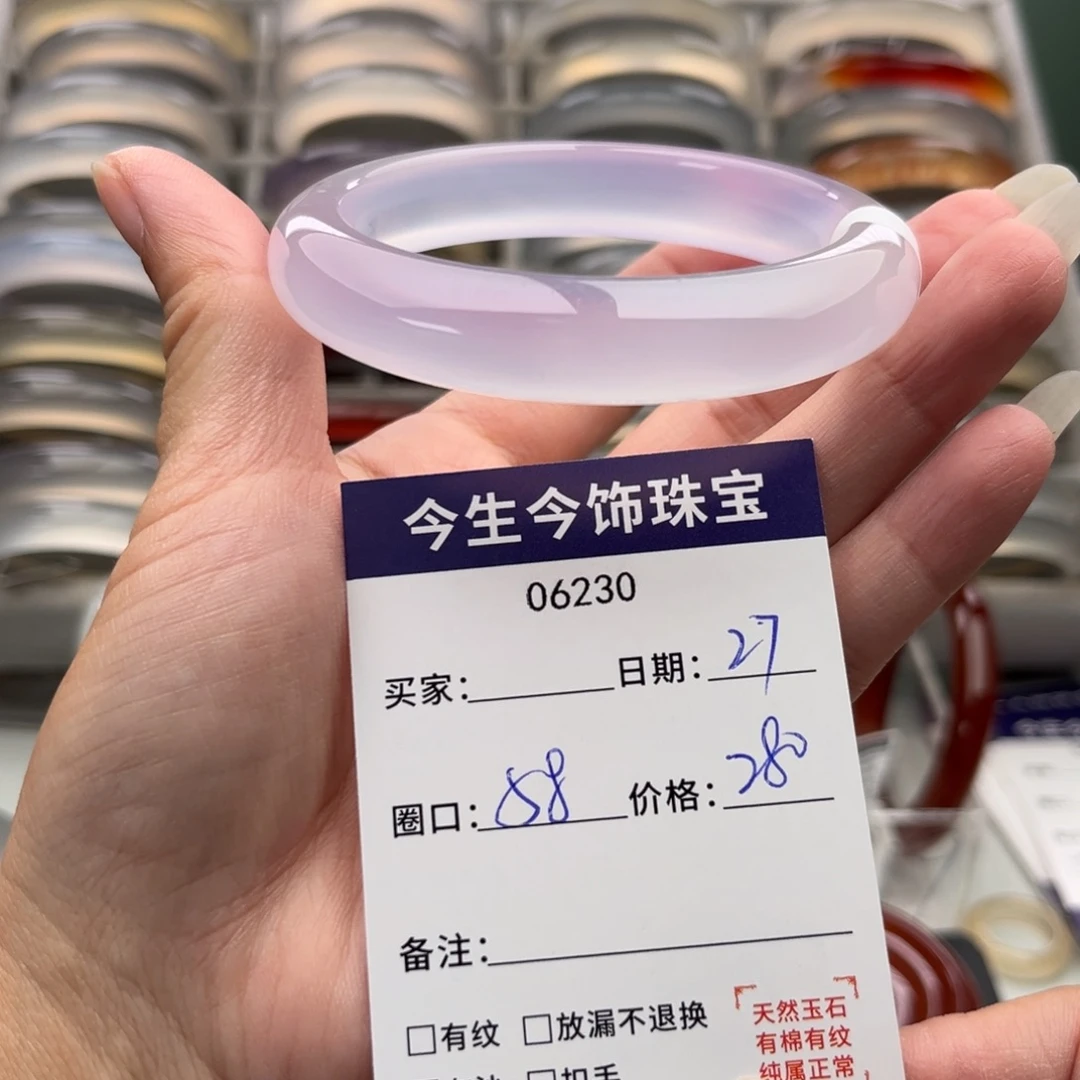 今生今饰珠宝
06230
买家： 日期：27
圈口：58 价格：280
备注：
□有纹 □放漏不退换
天然玉石
有棉有纹
纯属正常